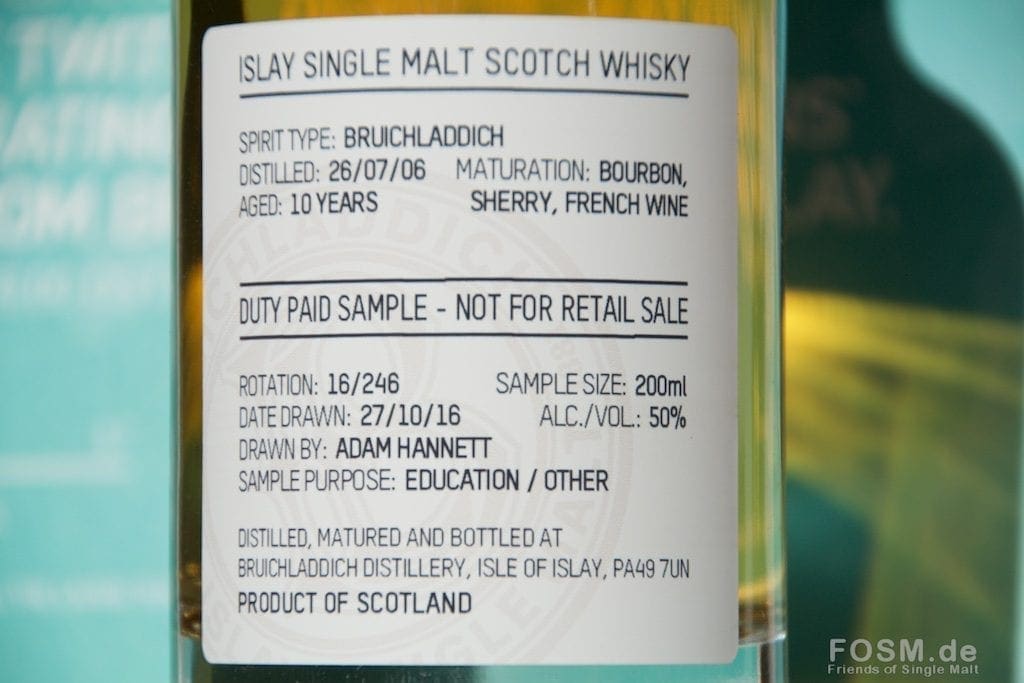 ISLAY SINGLE MALT SCOTCH WHISKY
SPIRIT TYPE: BRUICHLADDICH
DISTILLED: 26/07/06 MATURATION: BOURBON,
AGED: 10 YEARS SHERRY, FRENCH WINE
DUTY PAID SAMPLE - NOT FOR RETAIL SALE
ROTATION: 16/246 SAMPLE SIZE: 200ml
DATE DRAWN: 27/10/16 ALC./VOL.: 50%
DRAWN BY: ADAM HANNETT
SAMPLE PURPOSE: EDUCATION / OTHER
DISTILLED, MATURED AND BOTTLED AT
BRUICHLADDICH DISTILLERY, ISLE OF ISLAY, PA49 7UN
PRODUCT OF SCOTLAND
FOSM.de
Friends of Single Malt